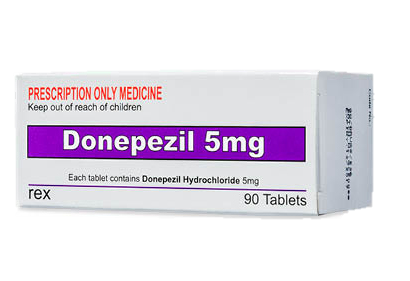 PRESCRIPTION ONLY MEDICINE
Keep out of reach of children
Donepezil 5mg
Each tablet contains Donepezil Hydrochloride 5mg
rex
90 Tablets